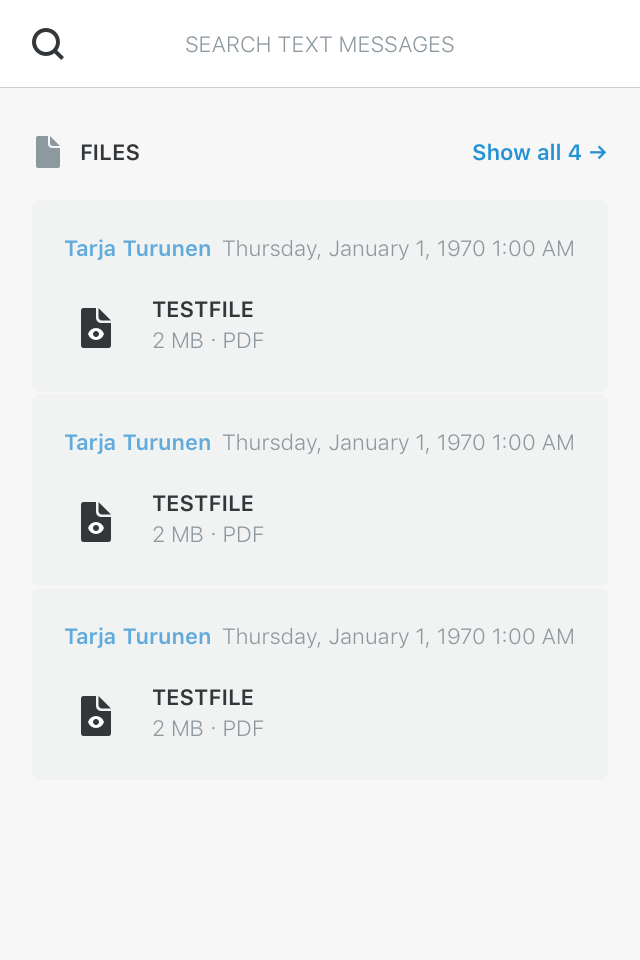 SEARCH TEXT MESSAGES
FILES Show all 4 →
Tarja Turunen Thursday, January 1, 1970 1:00 AM
TESTFILE
2 MB · PDF
Tarja Turunen Thursday, January 1, 1970 1:00 AM
TESTFILE
2 MB · PDF
Tarja Turunen Thursday, January 1, 1970 1:00 AM
TESTFILE
2 MB · PDF